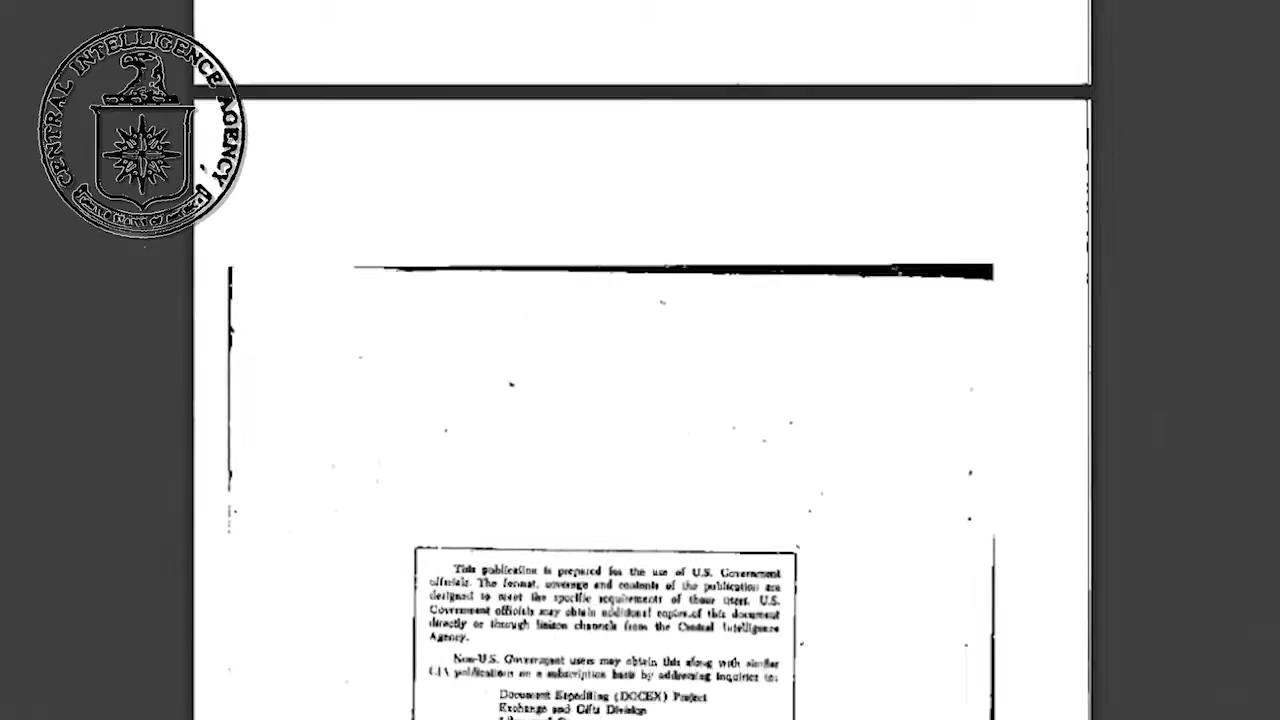 CENTRAL INTELLIGENCE AGENCY
This publication is prepared for the use of U.S. Government
officials. The format, coverage and contents of the publication are
designed to meet the specific requirements of those users. U.S.
Government officials may obtain additional copies of this document
directly or through liaison channels from the Central Intelligence
Agency.
Non-U.S. Government users may obtain this along with similar
CIA publications on a subscription basis by addressing inquiries to:
Document Expediting (DOCEX) Project
Exchange and Gifts Division